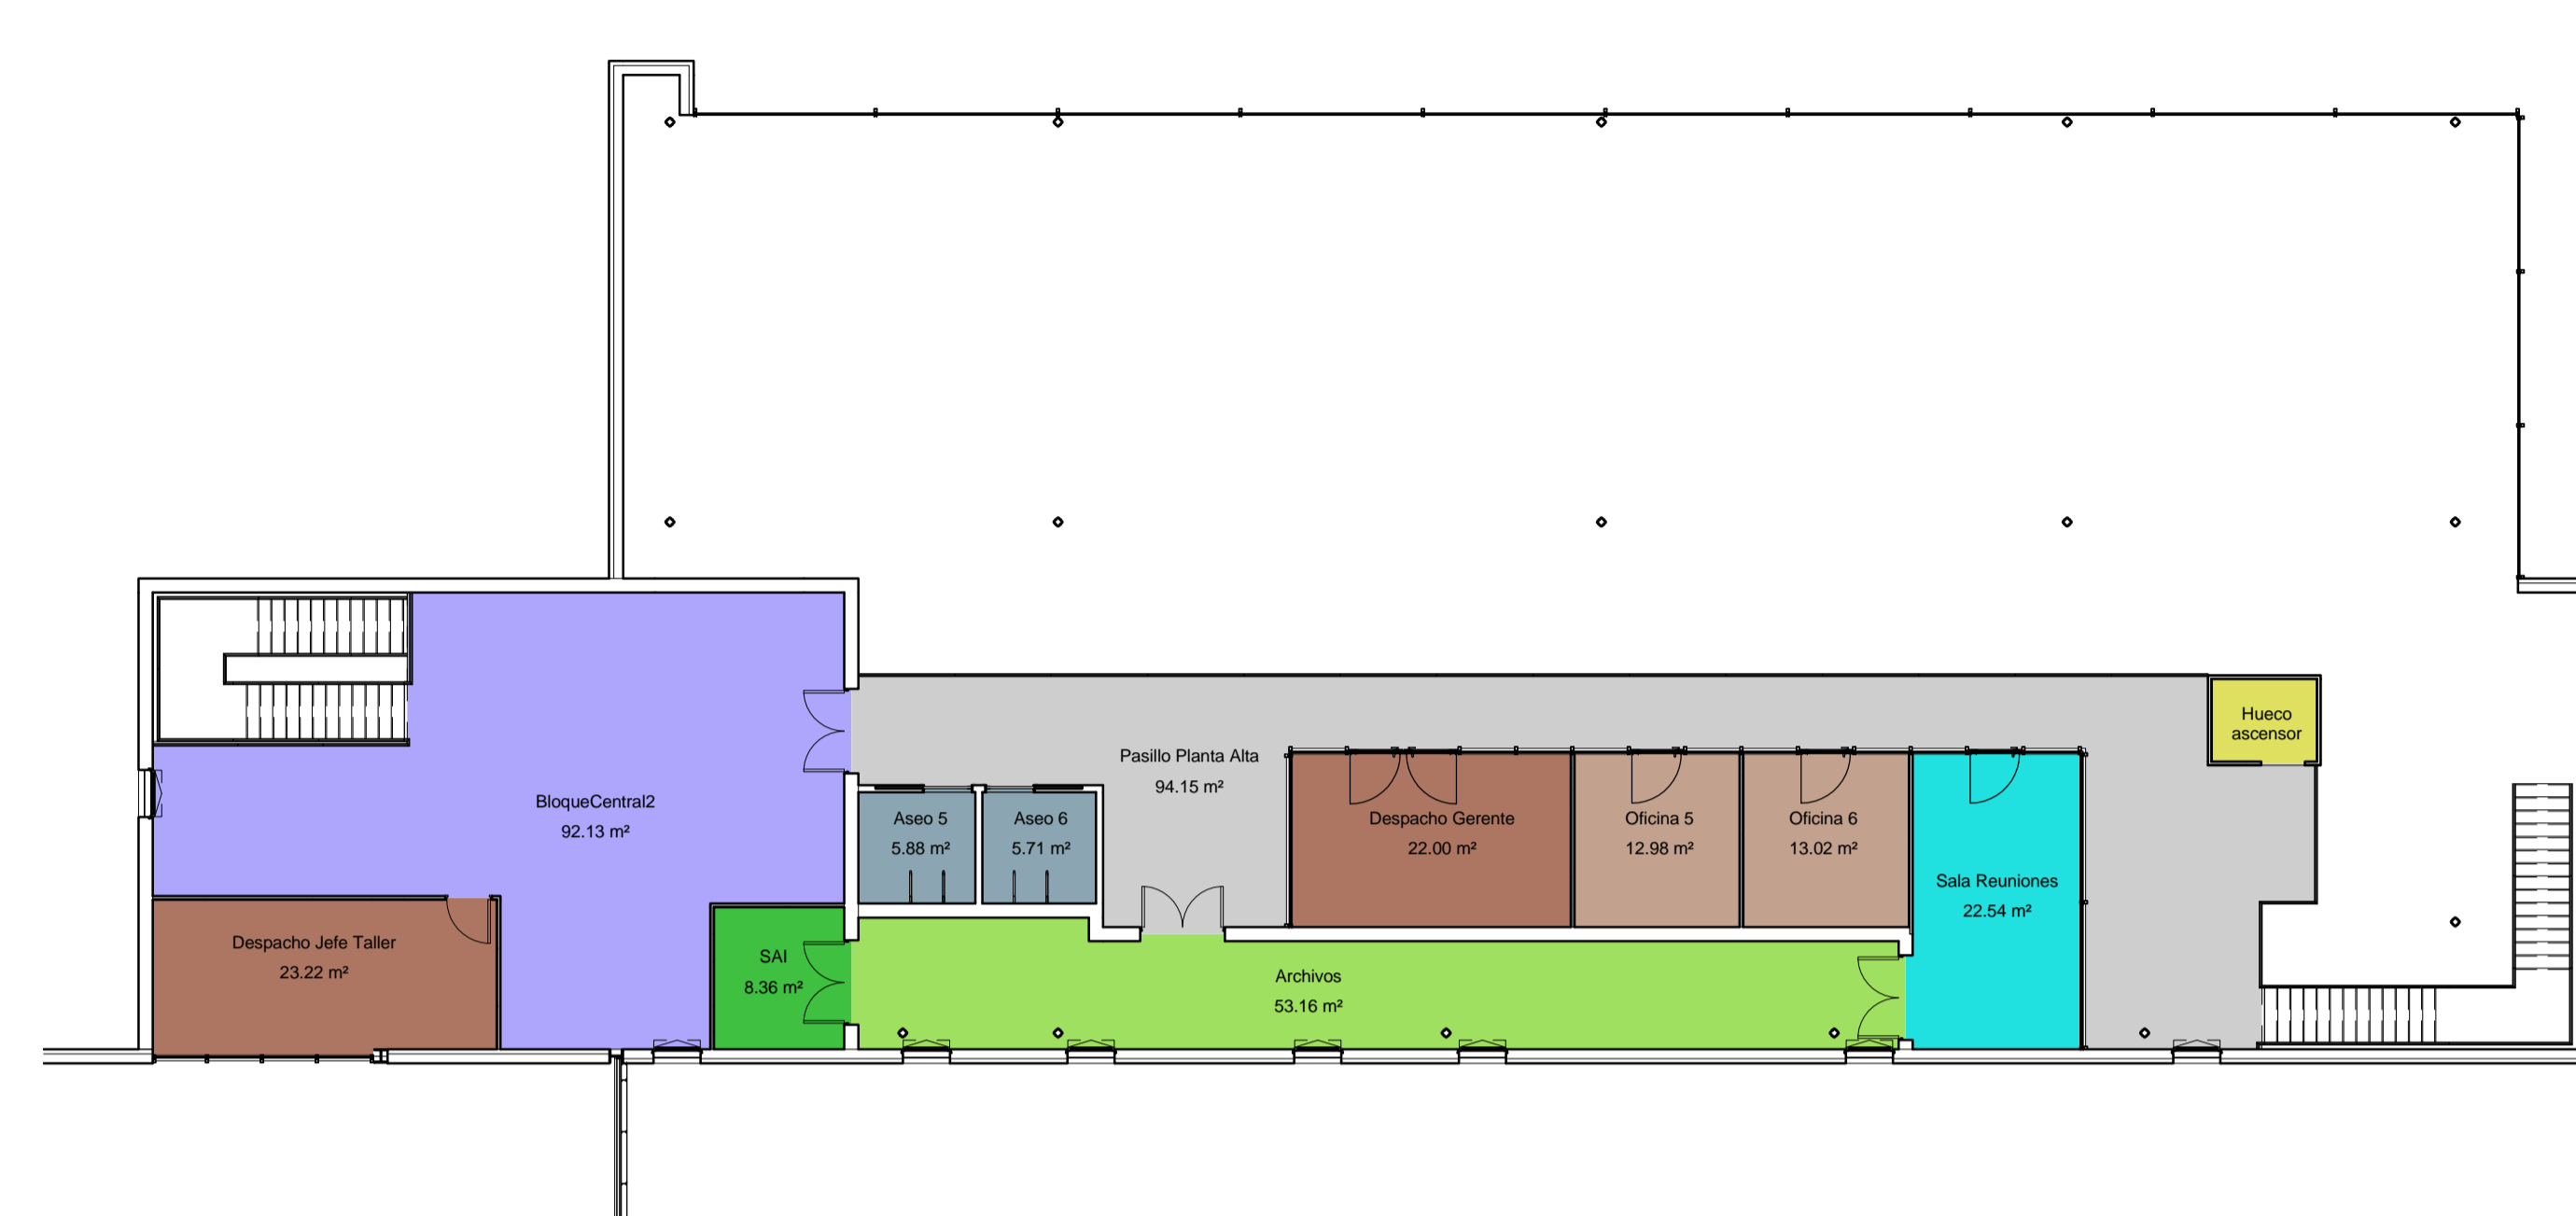 Hueco
ascensor
Pasillo Planta Alta
94.15 m²
BloqueCentral2
92.13 m²
Aseo 5
5.88 m²
Aseo 6
5.71 m²
Despacho Gerente
22.00 m²
Oficina 5
12.98 m²
Oficina 6
13.02 m²
Sala Reuniones
22.54 m²
Despacho Jefe Taller
23.22 m²
SAI
8.36 m²
Archivos
53.16 m²